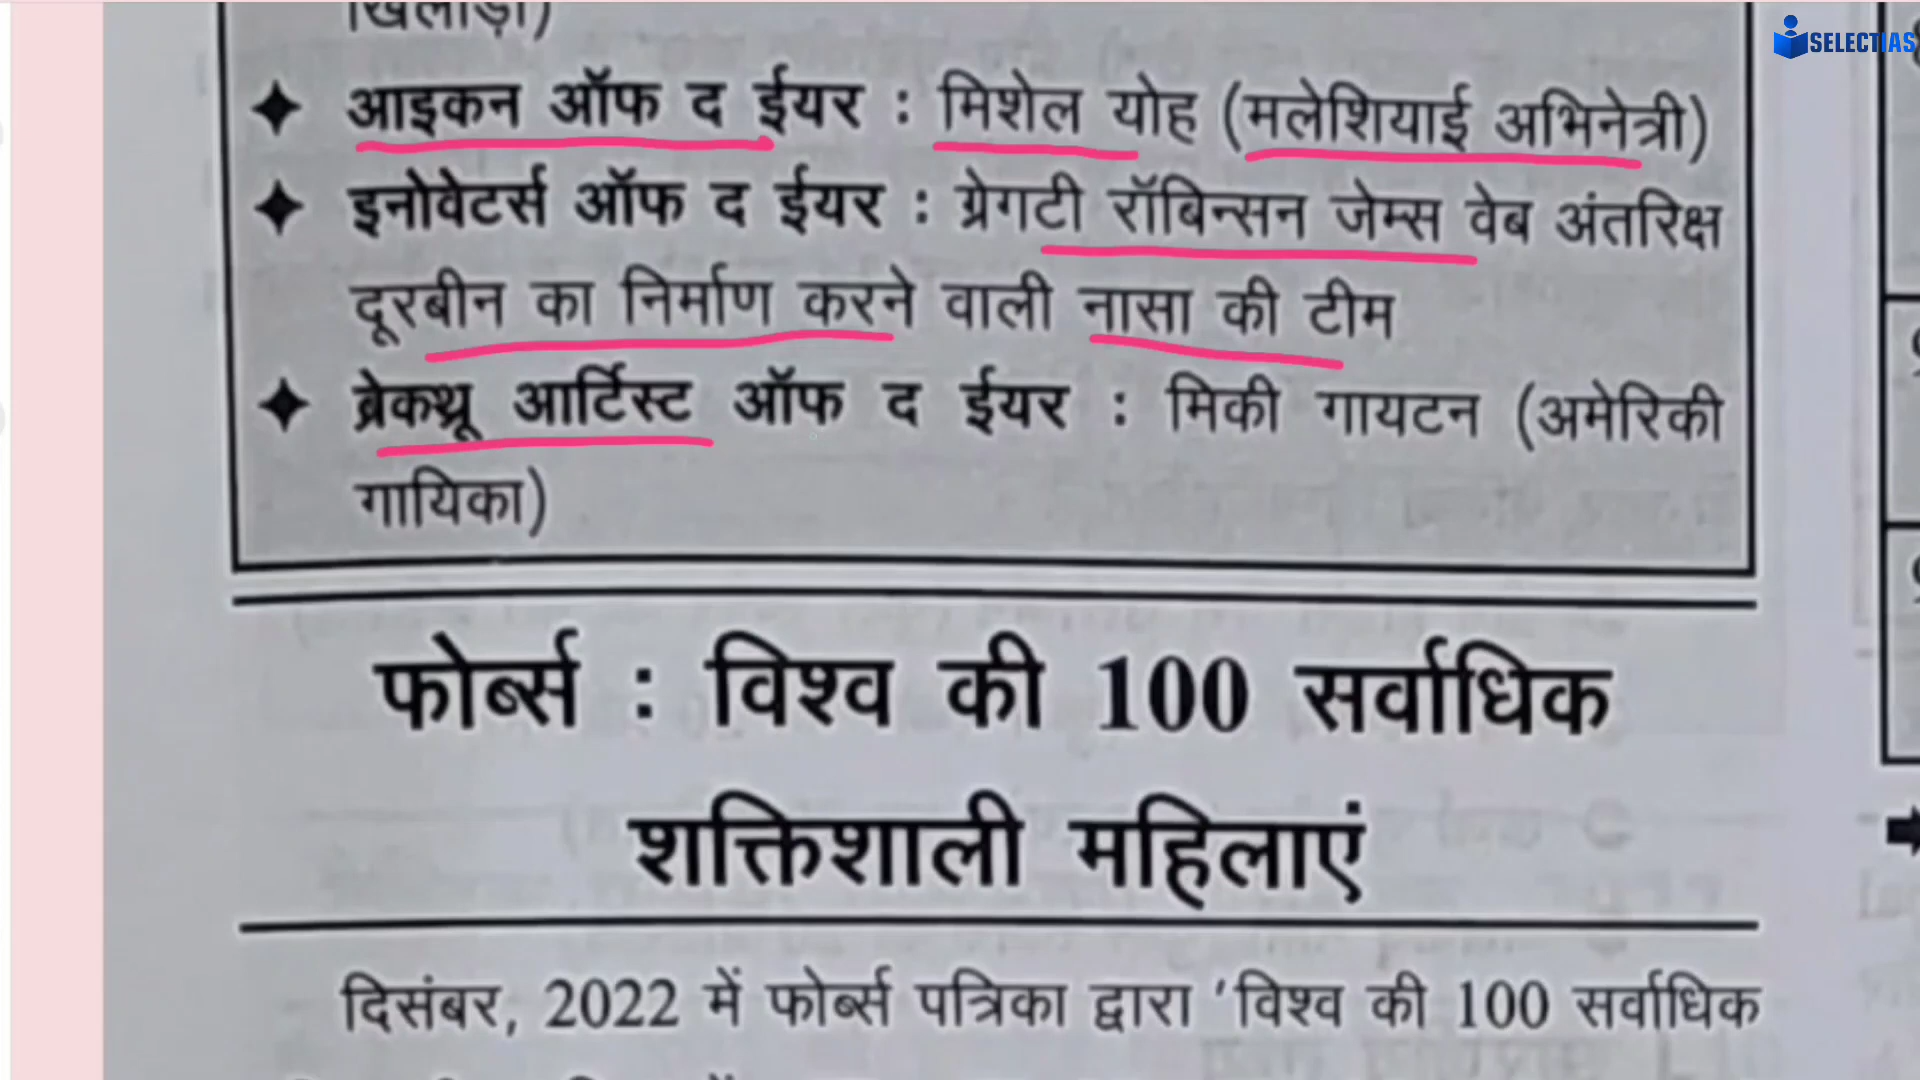 खिलाड़ी)
SELECTIAS
आइकन ऑफ द ईयर : मिशेल योह (मलेशियाई अभिनेत्री)
इनोवेटर्स ऑफ द ईयर : ग्रेगटी रॉबिन्सन जेम्स वेब अंतरिक्ष
दूरबीन का निर्माण करने वाली नासा की टीम
ब्रेकथ्रू आर्टिस्ट ऑफ द ईयर : मिकी गायटन (अमेरिकी
गायिका)
फोर्ब्स : विश्व की 100 सर्वाधिक
शक्तिशाली महिलाएं
दिसंबर, 2022 में फोर्ब्स पत्रिका द्वारा 'विश्व की 100 सर्वाधिक